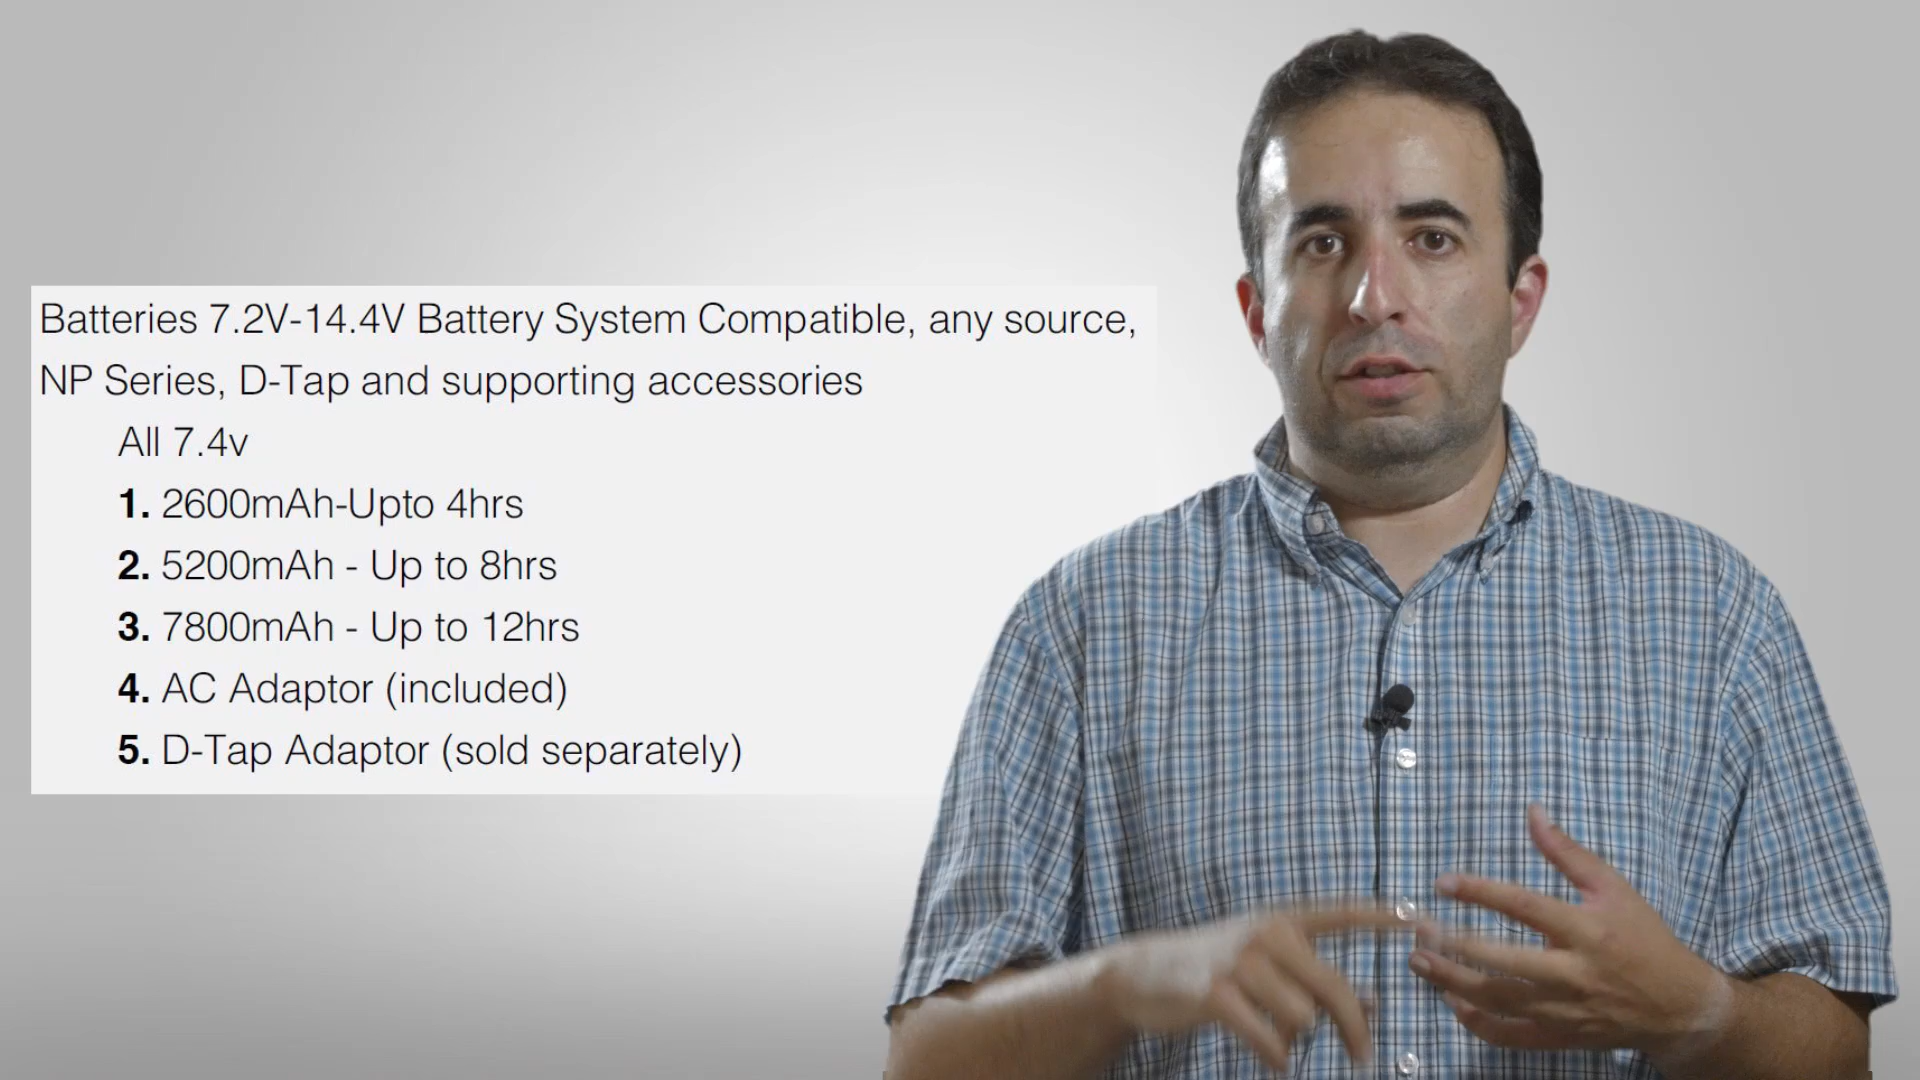 Batteries 7.2V-14.4V Battery System Compatible, any source,
NP Series, D-Tap and supporting accessories
All 7.4v
1. 2600mAh-Upto 4hrs
2. 5200mAh - Up to 8hrs
3. 7800mAh - Up to 12hrs
4. AC Adaptor (included)
5. D-Tap Adaptor (sold separately)